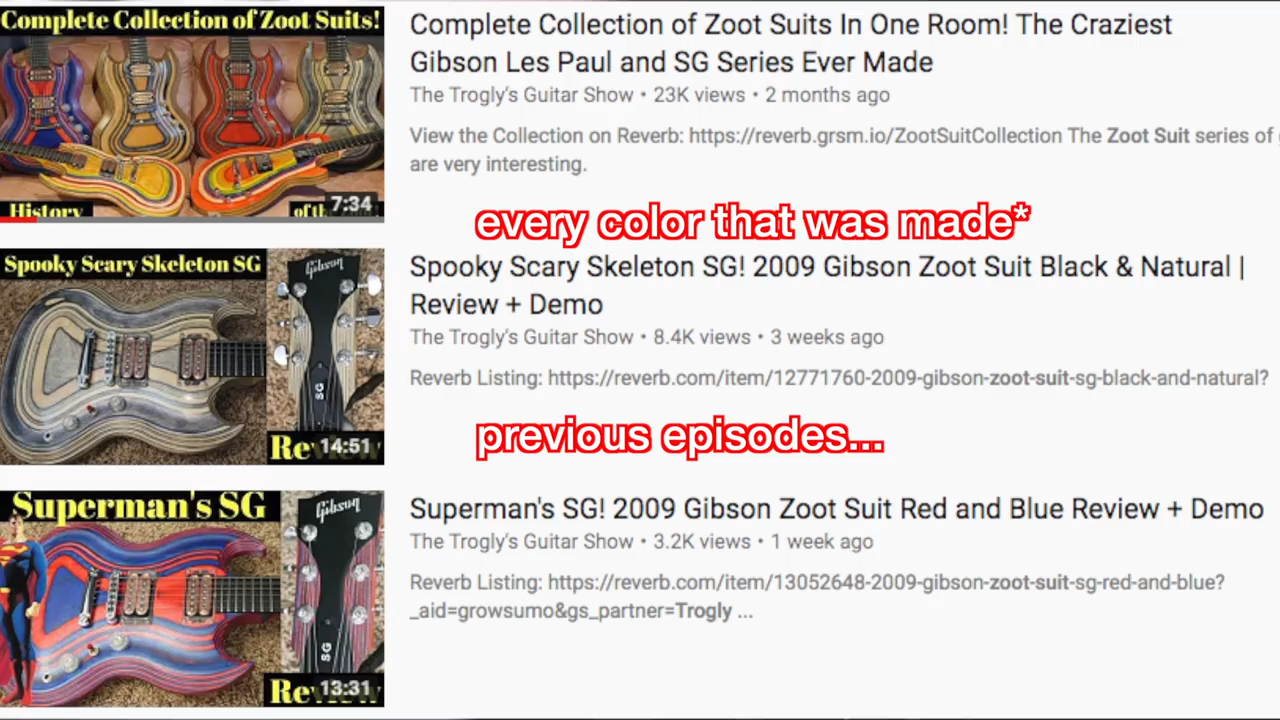 Complete Collection of Zoot Suits!
History
of the
7:34
Complete Collection of Zoot Suits In One Room! The Craziest
Gibson Les Paul and SG Series Ever Made
The Trogly's Guitar Show • 23K views • 2 months ago
View the Collection on Reverb: https://reverb.grsm.io/ZootSuitCollection The Zoot Suit series of
are very interesting.
every color that was made*
Spooky Scary Skeleton SG
Gibson
SG
Re
14:51
Spooky Scary Skeleton SG! 2009 Gibson Zoot Suit Black & Natural |
Review + Demo
The Trogly's Guitar Show • 8.4K views • 3 weeks ago
Reverb Listing: https://reverb.com/item/12771760-2009-gibson-zoot-suit-sg-black-and-natural?
previous episodes...
Superman's SG
Gibson
SG
Review
13:31
Superman's SG! 2009 Gibson Zoot Suit Red and Blue Review + Demo
The Trogly's Guitar Show • 3.2K views • 1 week ago
Reverb Listing: https://reverb.com/item/13052648-2009-gibson-zoot-suit-sg-red-and-blue?
_aid=growsumo&gs_partner=Trogly ...